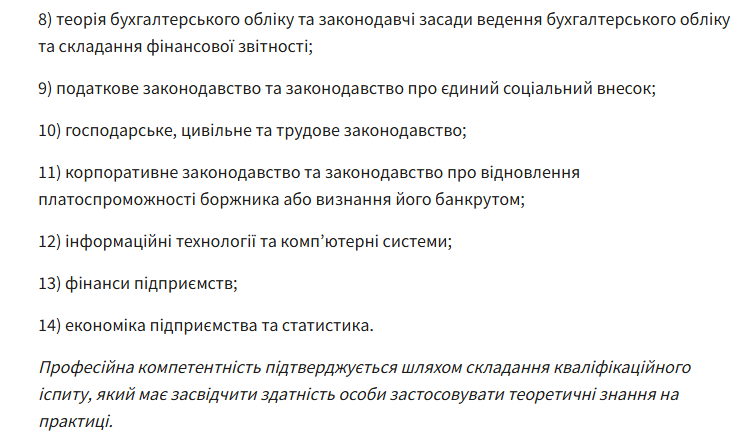 8) теорія бухгалтерського обліку та законодавчі засади ведення бухгалтерського обліку
та складання фінансової звітності;
9) податкове законодавство та законодавство про єдиний соціальний внесок;
10) господарське, цивільне та трудове законодавство;
11) корпоративне законодавство та законодавство про відновлення
платоспроможності боржника або визнання його банкрутом;
12) інформаційні технології та комп’ютерні системи;
13) фінанси підприємств;
14) економіка підприємства та статистика.
Професійна компетентність підтверджується шляхом складання кваліфікаційного
іспиту, який має засвідчити здатність особи застосовувати теоретичні знання на
практиці.